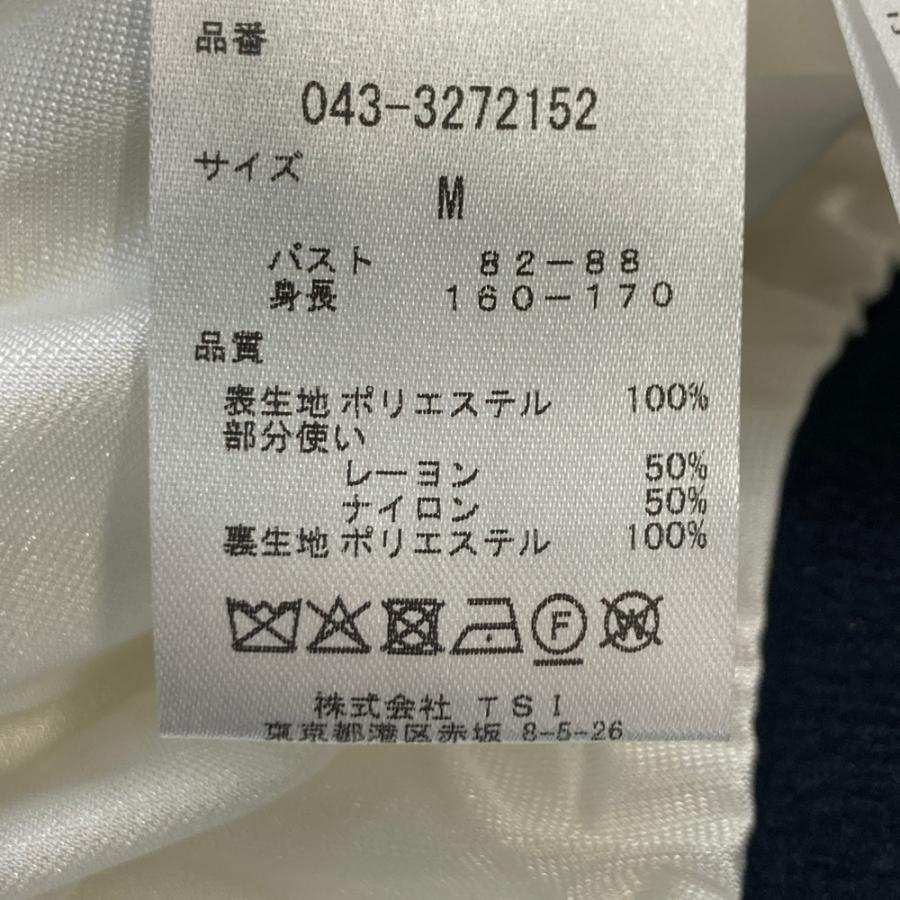 品番
043-3272152
サイズ
M
バスト 82-88
身長 160-170
品質
表生地 ポリエステル 100%
部分使い
レーヨン 50%
ナイロン 50%
裏生地 ポリエステル 100%
F W
株式会社 TSI
東京都港区赤坂 8-5-26